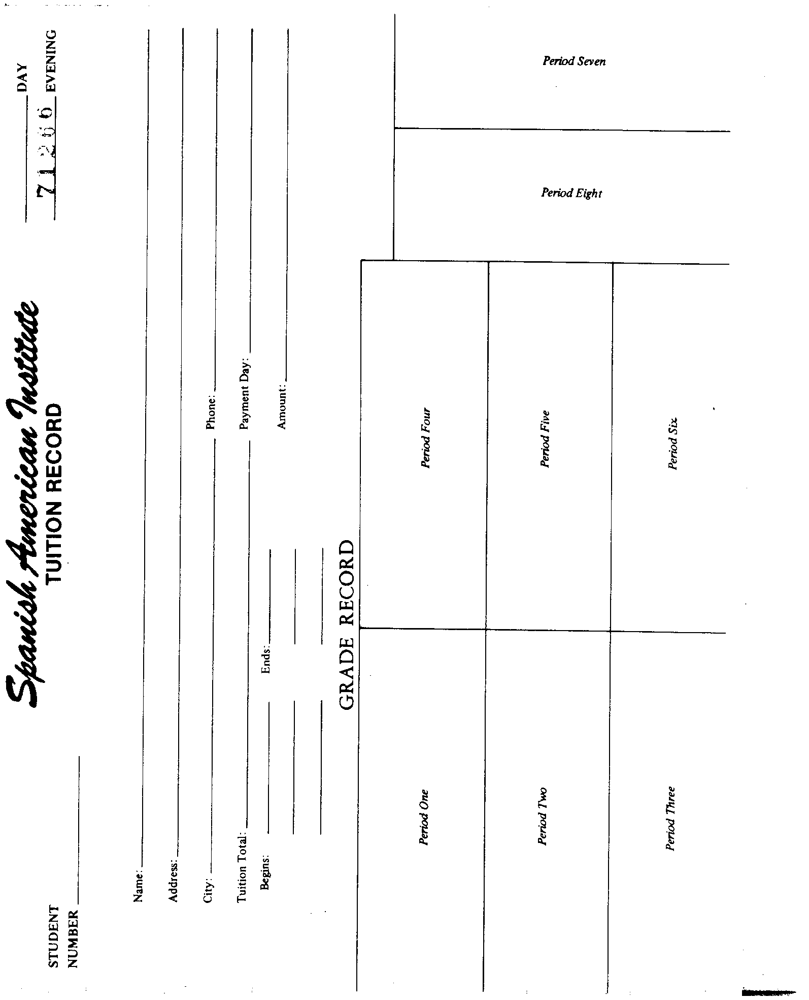 Spanish American Institute
TUITION RECORD
DAY
71266 EVENING
STUDENT
NUMBER
Name:
Address:
City: Phone:
Tuition Total: Payment Day:
Begins: Ends: Amount:
GRADE RECORD
Period One Period Four
Period Two Period Five
Period Three Period Six
Period Seven
Period Eight